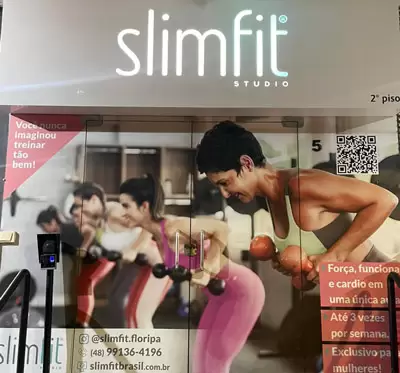 slimfit®
STUDIO
2º piso
Você nunca
imaginou
treinar
tão
bem!
5
Força, funciona
e cardio em
uma única au
Até 3 vezes
por semana.
Exclusivo pa
mulheres!
@slimfit.floripa
(48) 99136-4196
slimfitbrasil.com.br
slimfit
STUDIO